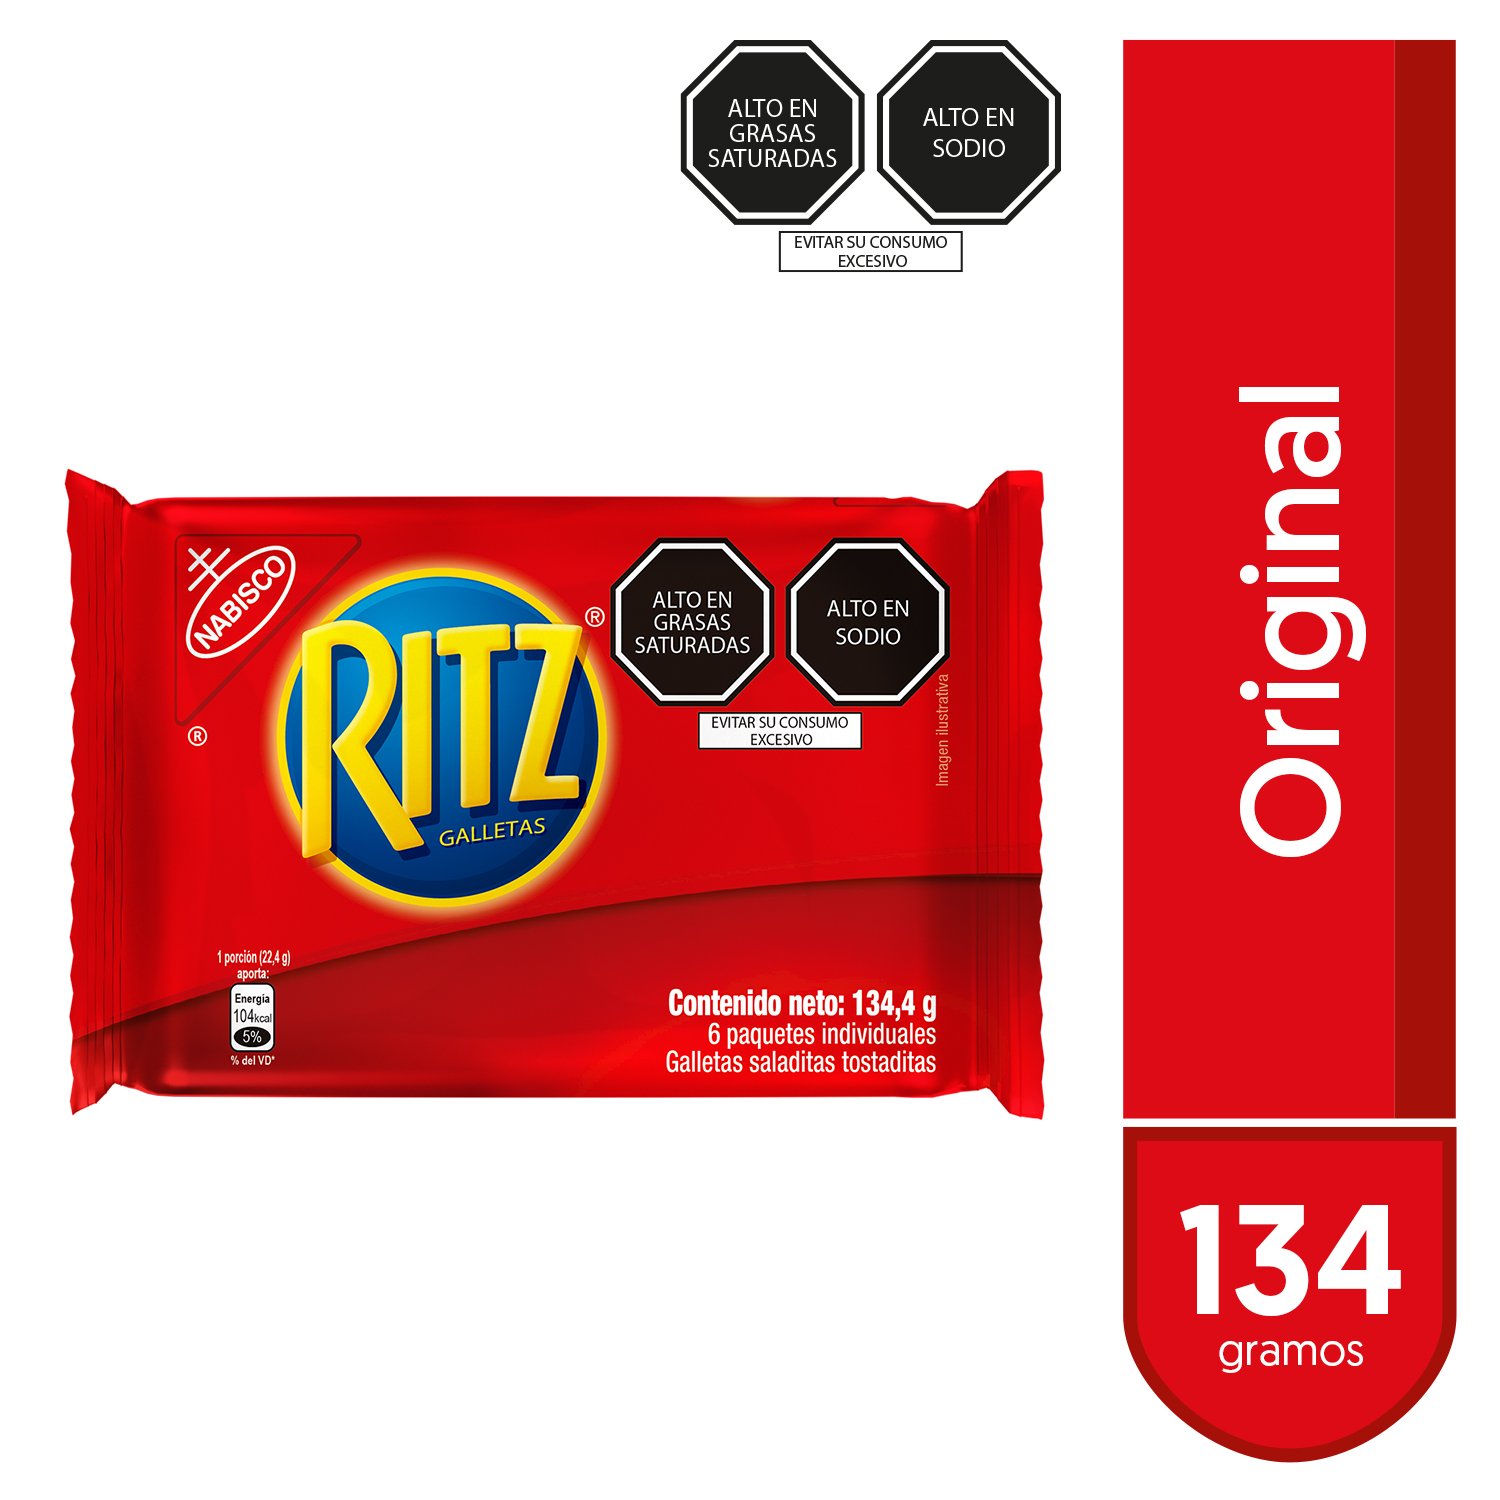 ALTO EN
GRASAS
SATURADAS
ALTO EN
SODIO
EVITAR SU CONSUMO
EXCESIVO
NABISCO
®
RITZ
®
GALLETAS
ALTO EN
GRASAS
SATURADAS
ALTO EN
SODIO
EVITAR SU CONSUMO
EXCESIVO
Imagen ilustrativa
1 porción (22,4 g)
aporta:
Energía
104kcal
5%
% del VD*
Contenido neto: 134,4 g
6 paquetes individuales
Galletas saladitas tostaditas
Original
134
gramos